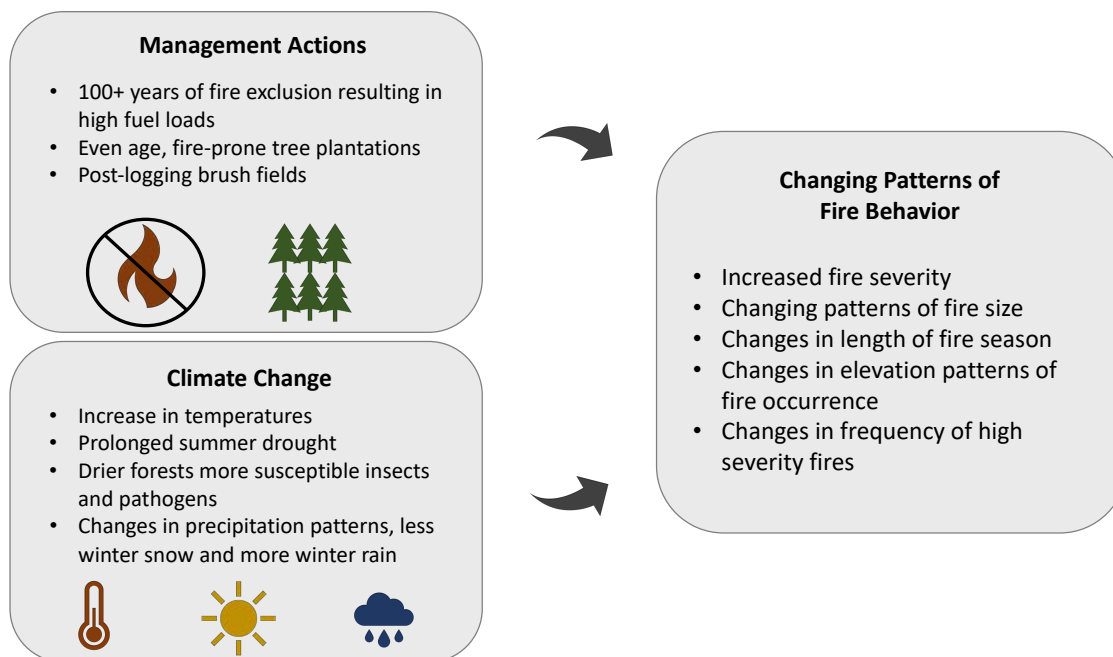 Management Actions
• 100+ years of fire exclusion resulting in
high fuel loads
• Even age, fire-prone tree plantations
• Post-logging brush fields
Climate Change
• Increase in temperatures
• Prolonged summer drought
• Drier forests more susceptible insects
and pathogens
• Changes in precipitation patterns, less
winter snow and more winter rain
Changing Patterns of
Fire Behavior
• Increased fire severity
• Changing patterns of fire size
• Changes in length of fire season
• Changes in elevation patterns of
fire occurrence
• Changes in frequency of high
severity fires